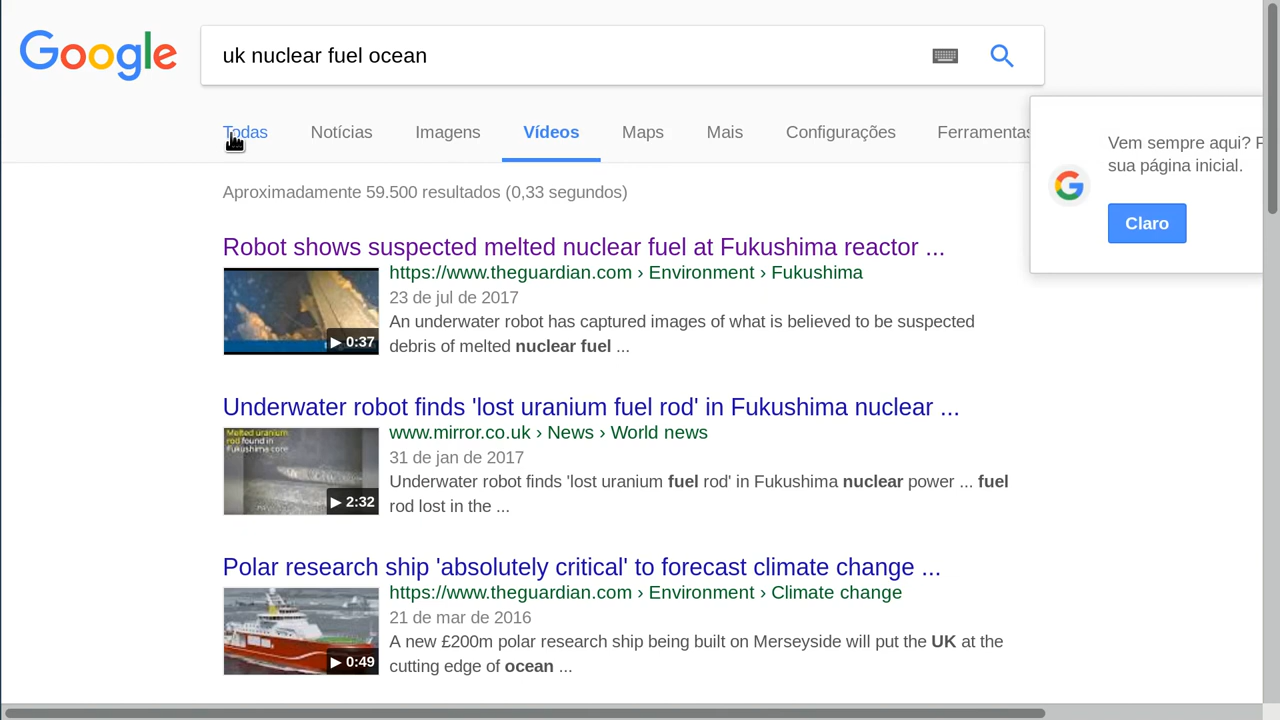 Google
uk nuclear fuel ocean
Todas Notícias Imagens Vídeos Maps Mais Configurações Ferramentas
Vem sempre aqui? F
sua página inicial.
Claro
Aproximadamente 59.500 resultados (0,33 segundos)
Robot shows suspected melted nuclear fuel at Fukushima reactor ...
https://www.theguardian.com › Environment › Fukushima
23 de jul de 2017
An underwater robot has captured images of what is believed to be suspected
debris of melted nuclear fuel ...
▶ 0:37
Underwater robot finds 'lost uranium fuel rod' in Fukushima nuclear ...
www.mirror.co.uk › News › World news
31 de jan de 2017
Underwater robot finds 'lost uranium fuel rod' in Fukushima nuclear power ... fuel
rod lost in the ...
Melted uranium
rod found in
Fukushima core
▶ 2:32
Polar research ship 'absolutely critical' to forecast climate change ...
https://www.theguardian.com › Environment › Climate change
21 de mar de 2016
A new £200m polar research ship being built on Merseyside will put the UK at the
cutting edge of ocean ...
▶ 0:49